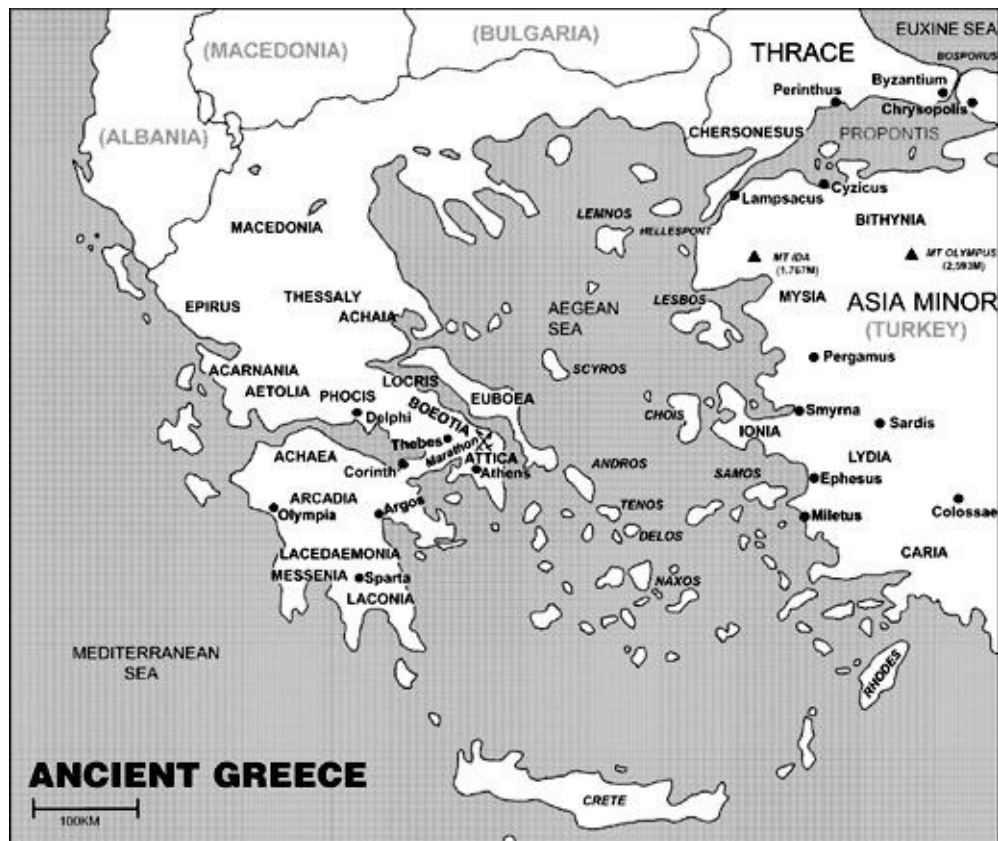 EUXINE SEA
(BULGARIA)
(MACEDONIA)
THRACE
BOSPORUS
Byzantium
Perinthus
Chrysopolis
(ALBANIA)
CHERSONESUS
PROPONTIS
Cyzicus
Lampsacus
LEMNOS
BITHYNIA
MACEDONIA
HELLESPONT
MT IDA
(1,767M)
MT OLYMPUS
(2,593M)
THESSALY
MYSIA
LESBOS
ASIA MINOR
EPIRUS
AEGEAN
SEA
ACHAIA
(TURKEY)
Pergamus
ACARNANIA
SCYROS
LOCRIS
AETOLIA
PHOCIS
EUBOEA
BOEOTIA
Delphi
CHOIS
Smyrna
Sardis
IONIA
Thebes
Marathon
ACHAEA
ATTICA
LYDIA
Corinth
Athens
ANDROS
SAMOS
Ephesus
ARCADIA
Argos
Olympia
TENOS
Miletus
Colossae
DELOS
LACEDAEMONIA
CARIA
MESSENIA
Sparta
NAXOS
LACONIA
MEDITERRANEAN
SEA
RHODES
ANCIENT GREECE
CRETE
100KM